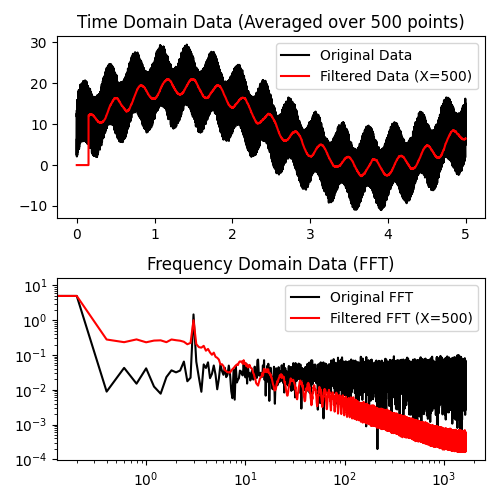 Time Domain Data (Averaged over 500 points)
30
20
10
0
−10
Original Data
Filtered Data (X=500)
0 1 2 3 4 5
Frequency Domain Data (FFT)
10¹
10⁰
10⁻¹
10⁻²
10⁻³
10⁻⁴
Original FFT
Filtered FFT (X=500)
10⁰ 10¹ 10² 10³